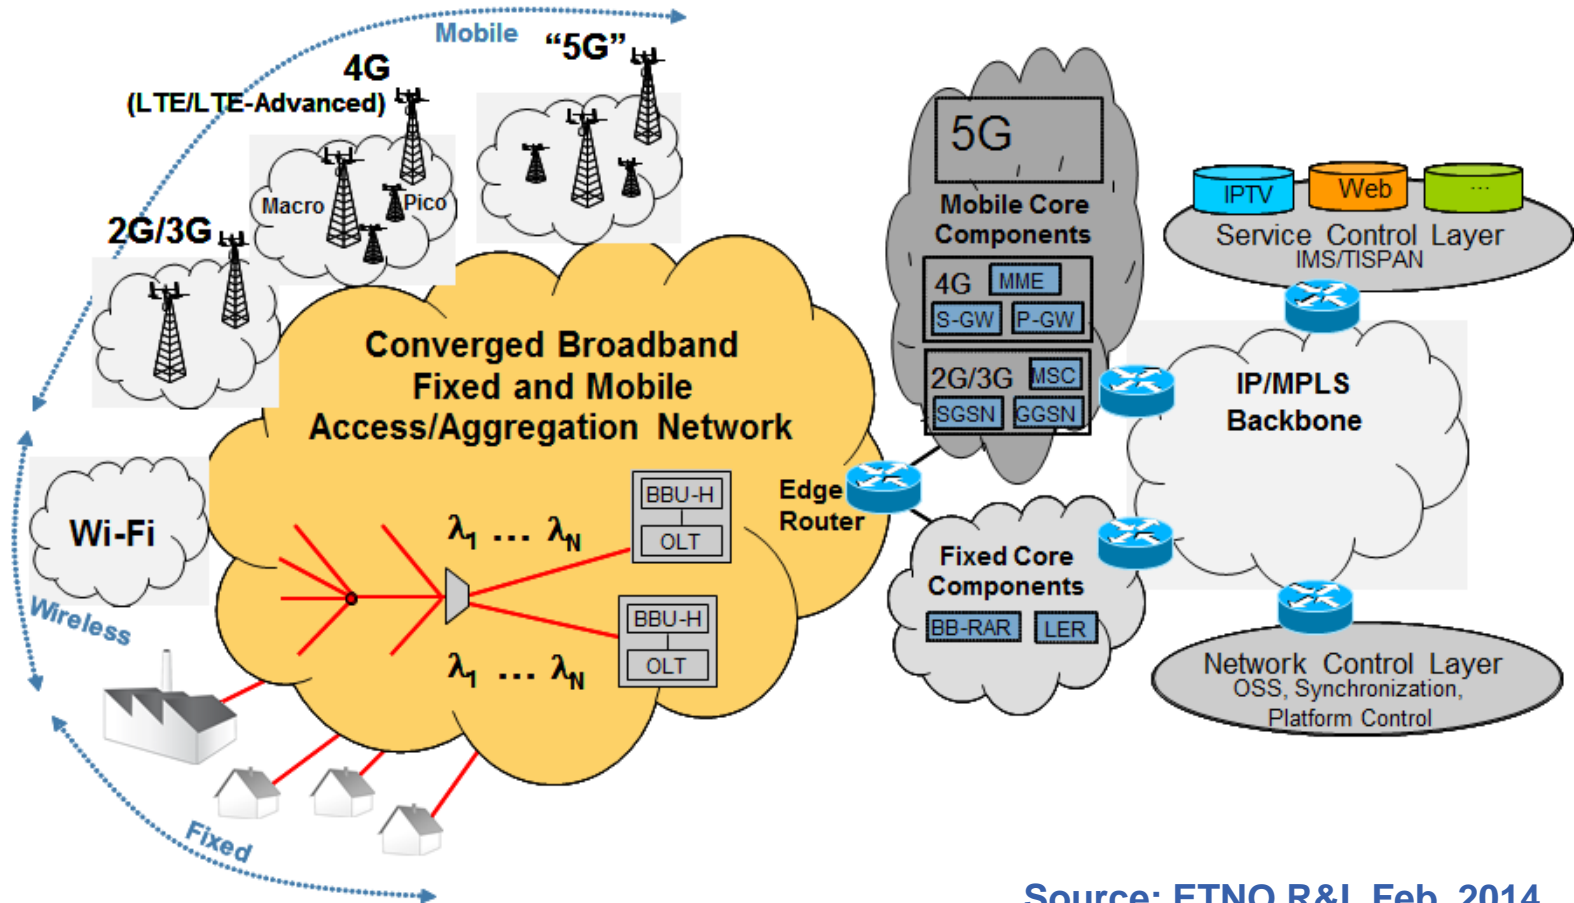 Mobile
“5G”
4G
(LTE/LTE-Advanced)
Macro
Pico
2G/3G
Converged Broadband
Fixed and Mobile
Access/Aggregation Network
Wi-Fi
Wireless
Fixed
λ1 ... λN
BBU-H
OLT
BBU-H
OLT
λ1 ... λN
Edge
Router
5G
Mobile Core
Components
4G
MME
S-GW
P-GW
2G/3G
MSC
SGSN
GGSN
Fixed Core
Components
BB-RAR
LER
IPTV
Web
...
Service Control Layer
IMS/TISPAN
IP/MPLS
Backbone
Network Control Layer
OSS, Synchronization,
Platform Control
Source: ETNO R&I, Feb. 2014